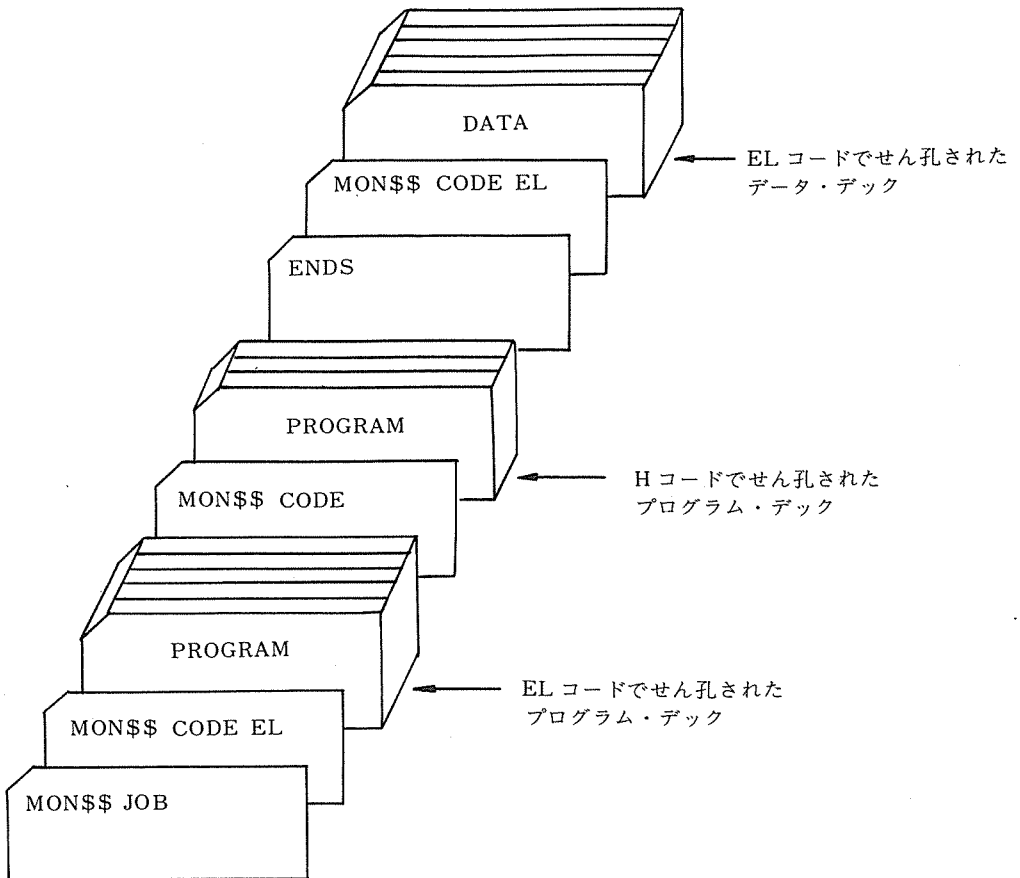 DATA
EL コードでせん孔された
データ・デック
MON$$ CODE EL
ENDS
PROGRAM
H コードでせん孔された
プログラム・デック
MON$$ CODE
PROGRAM
EL コードでせん孔された
プログラム・デック
MON$$ CODE EL
MON$$ JOB